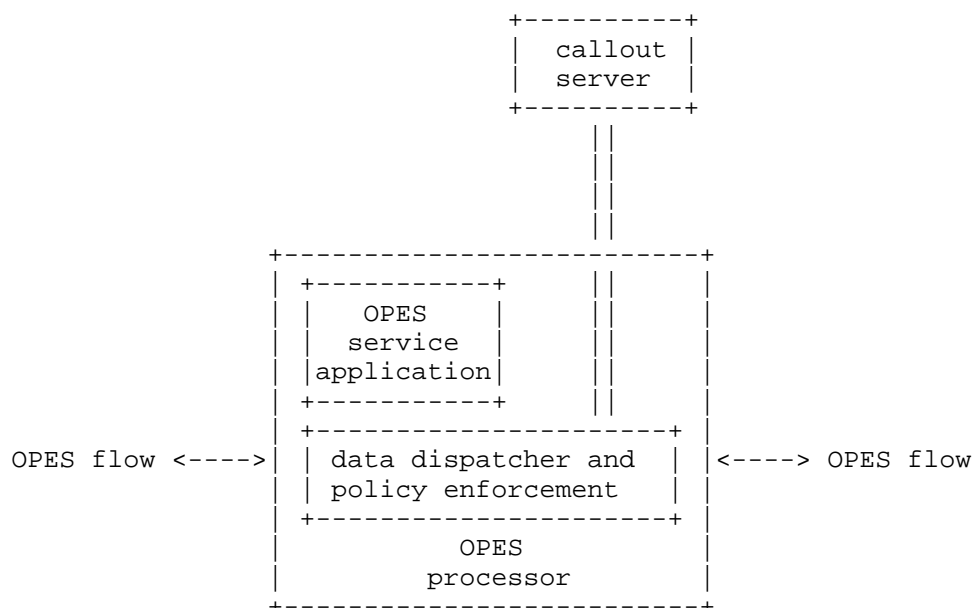 callout
server
OPES
service
application
OPES flow <----> data dispatcher and <----> OPES flow
policy enforcement
OPES
processor